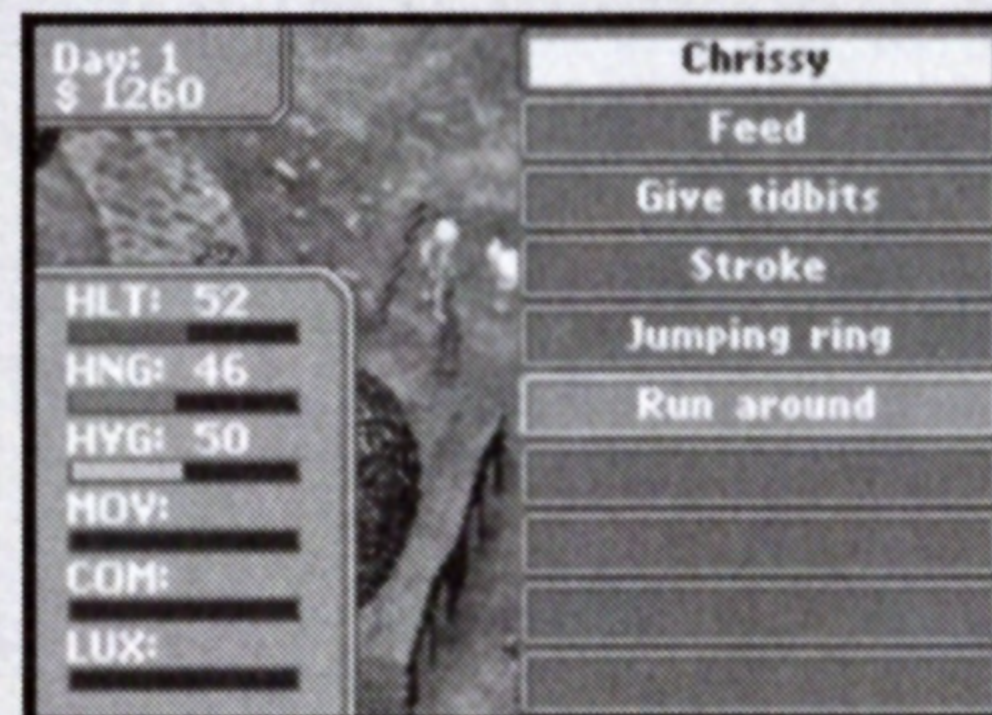 Day: 1
$ 1260
HLT: 52
HNG: 46
HYG: 50
MOV:
COM:
LUX:
Chrissy
Feed
Give tidbits
Stroke
Jumping ring
Run around